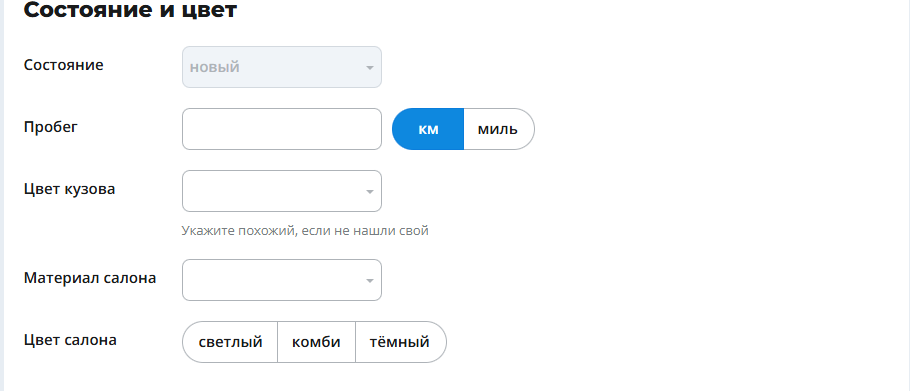 Состояние и цвет
Состояние новый
Пробег км миль
Цвет кузова
Укажите похожий, если не нашли свой
Материал салона
Цвет салона светлый комби тёмный